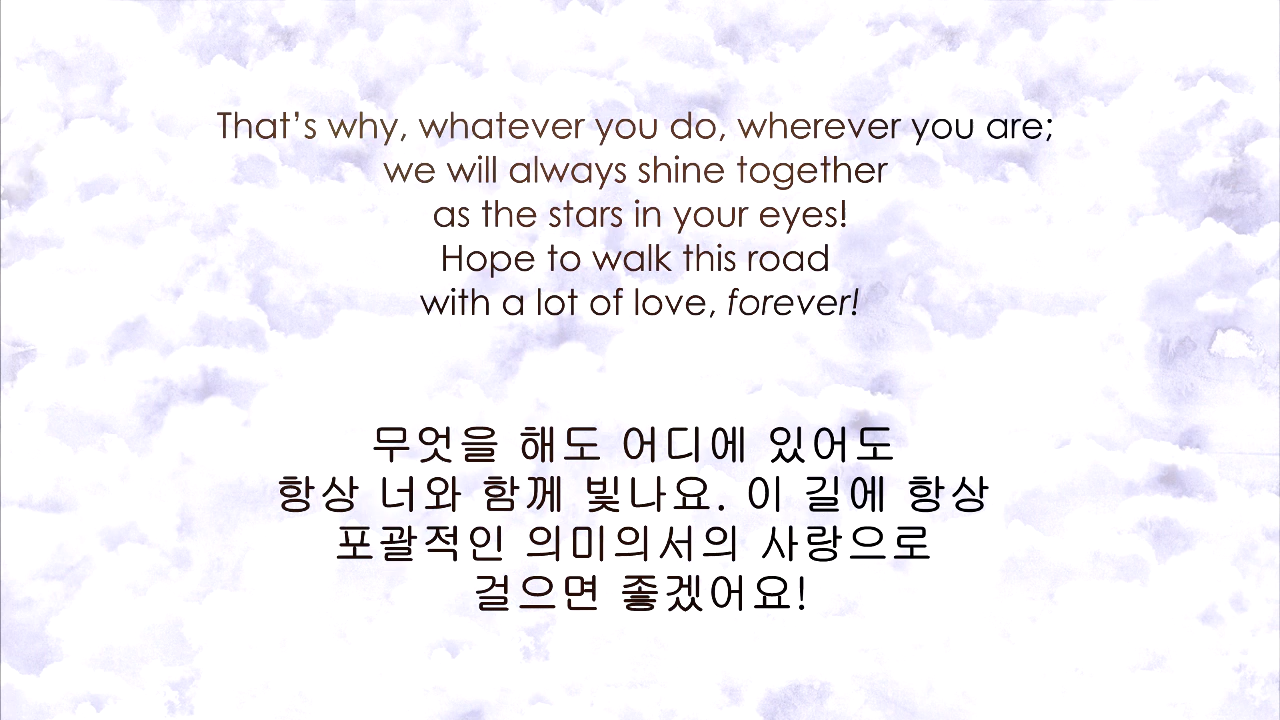 That’s why, whatever you do, wherever you are;
we will always shine together
as the stars in your eyes!
Hope to walk this road
with a lot of love, forever!
무엇을 해도 어디에 있어도
항상 너와 함께 빛나요. 이 길에 항상
포괄적인 의미의서의 사랑으로
걸으면 좋겠어요!